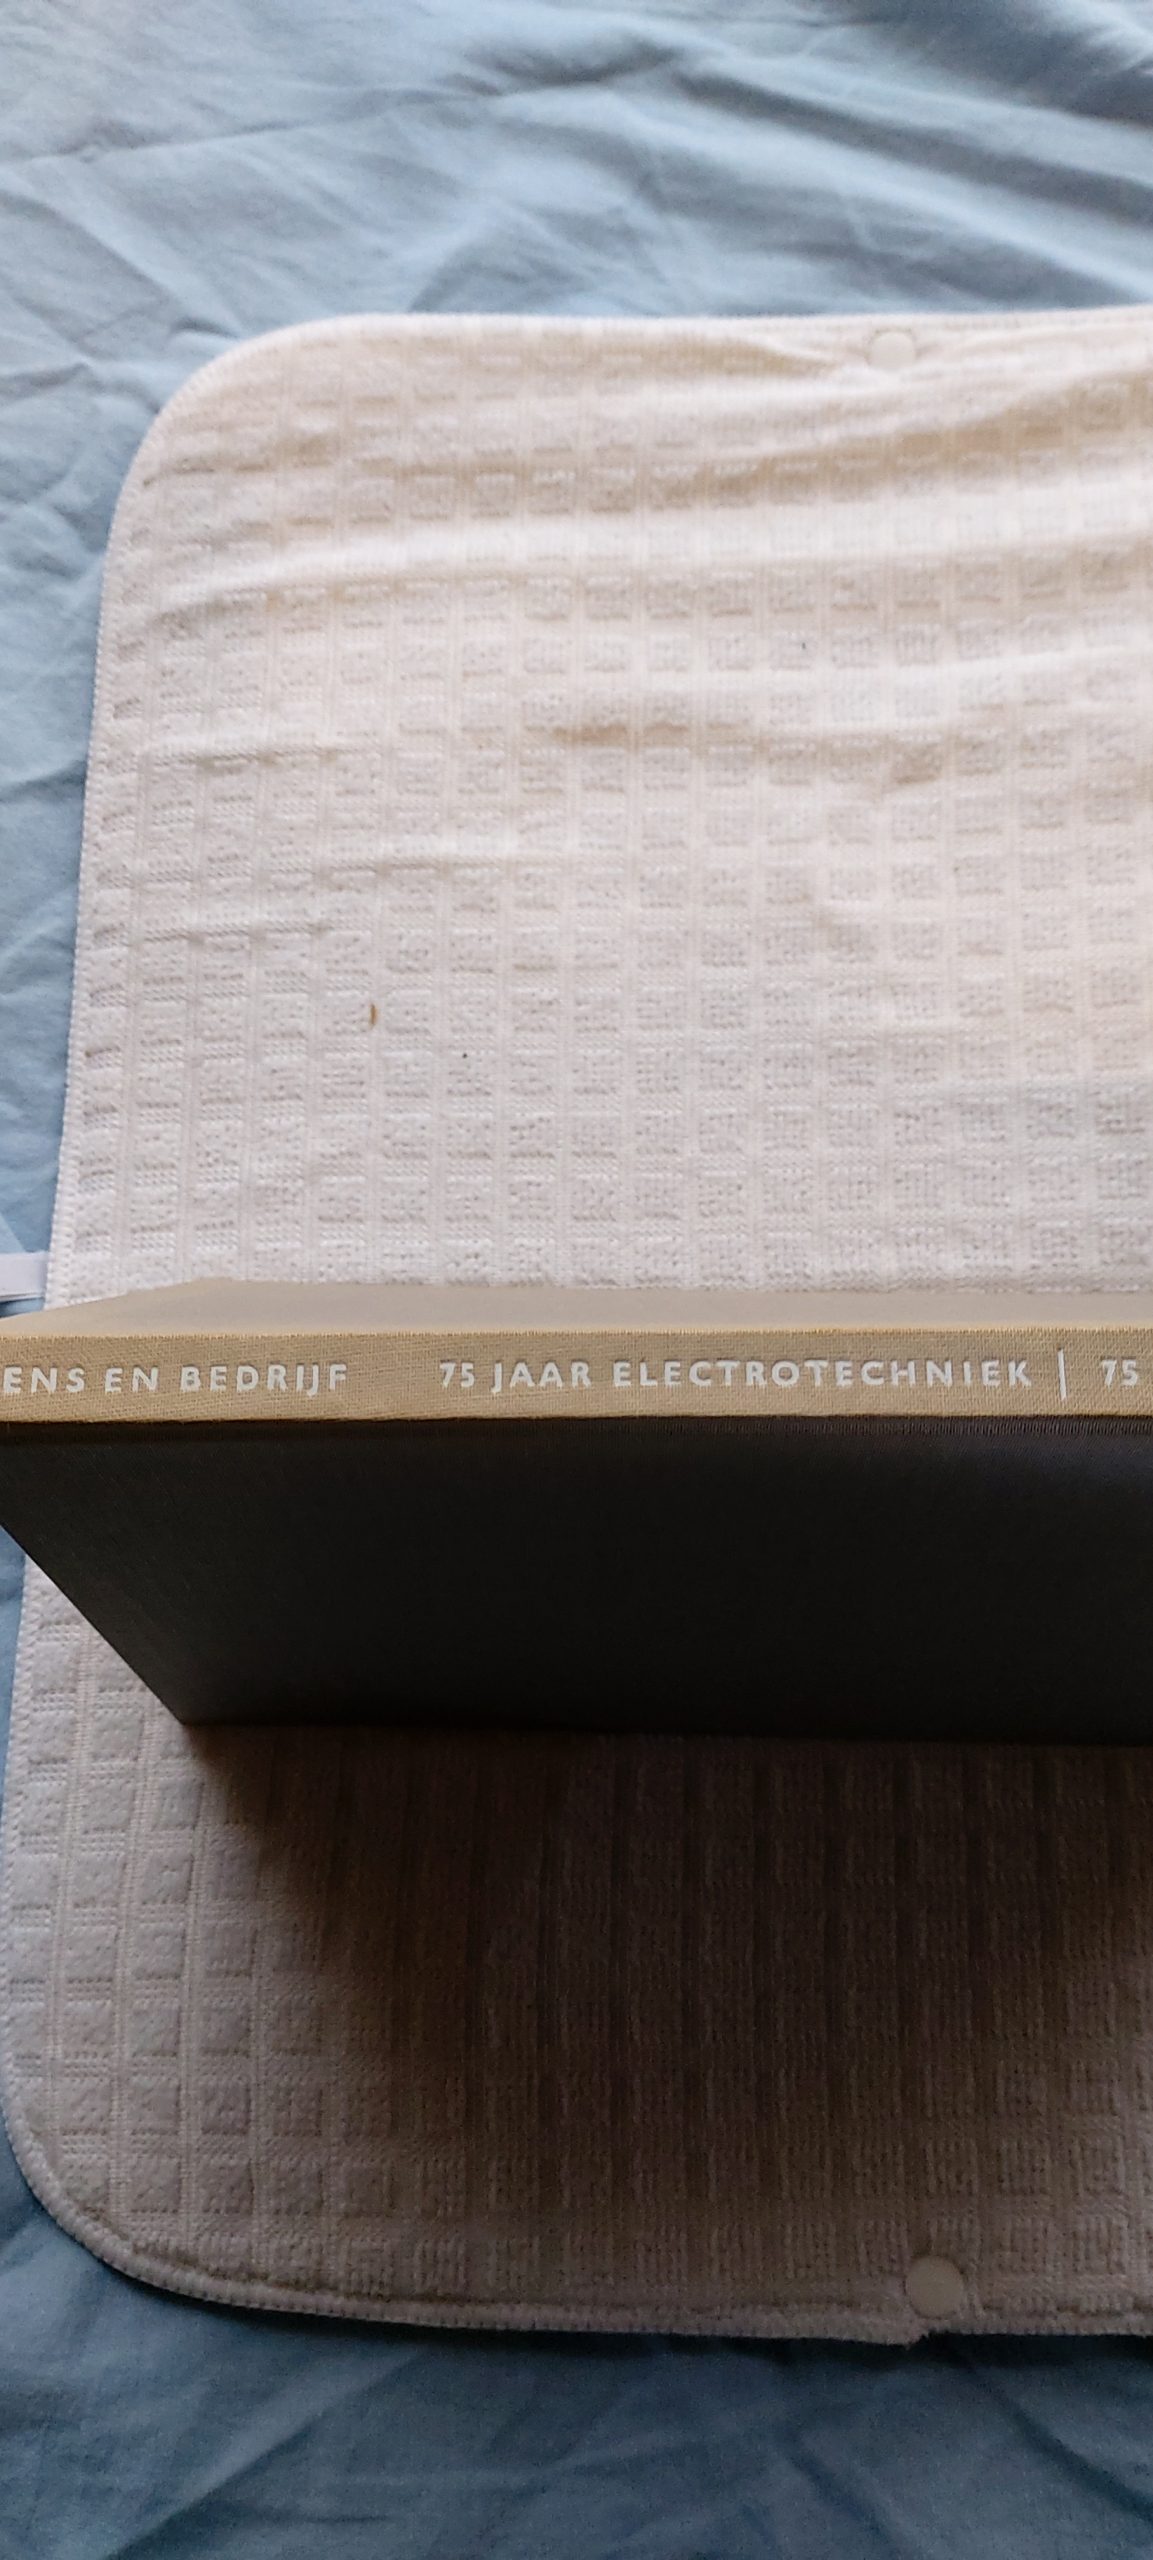 ENS EN BEDRIJF 75 JAAR ELECTROTECHNIEK | 75